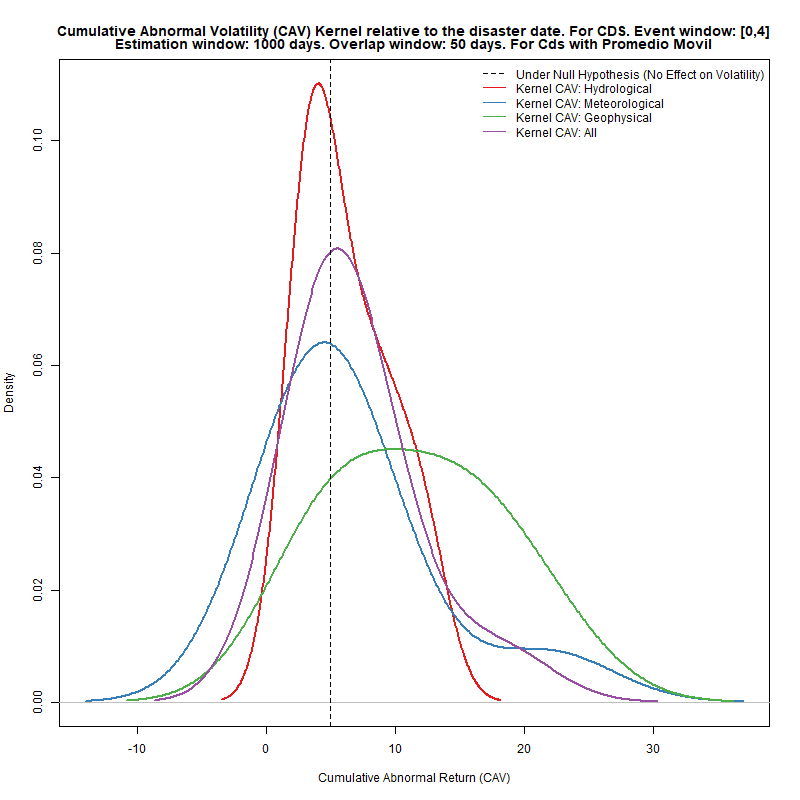 Cumulative Abnormal Volatility (CAV) Kernel relative to the disaster date. For CDS. Event window: [0,4]
Estimation window: 1000 days. Overlap window: 50 days. For Cds with Promedio Movil
Under Null Hypothesis (No Effect on Volatility)
Kernel CAV: Hydrological
Kernel CAV: Meteorological
Kernel CAV: Geophysical
Kernel CAV: All
Density
0.10
0.08
0.06
0.04
0.02
0.00
-10 0 10 20 30
Cumulative Abnormal Return (CAV)